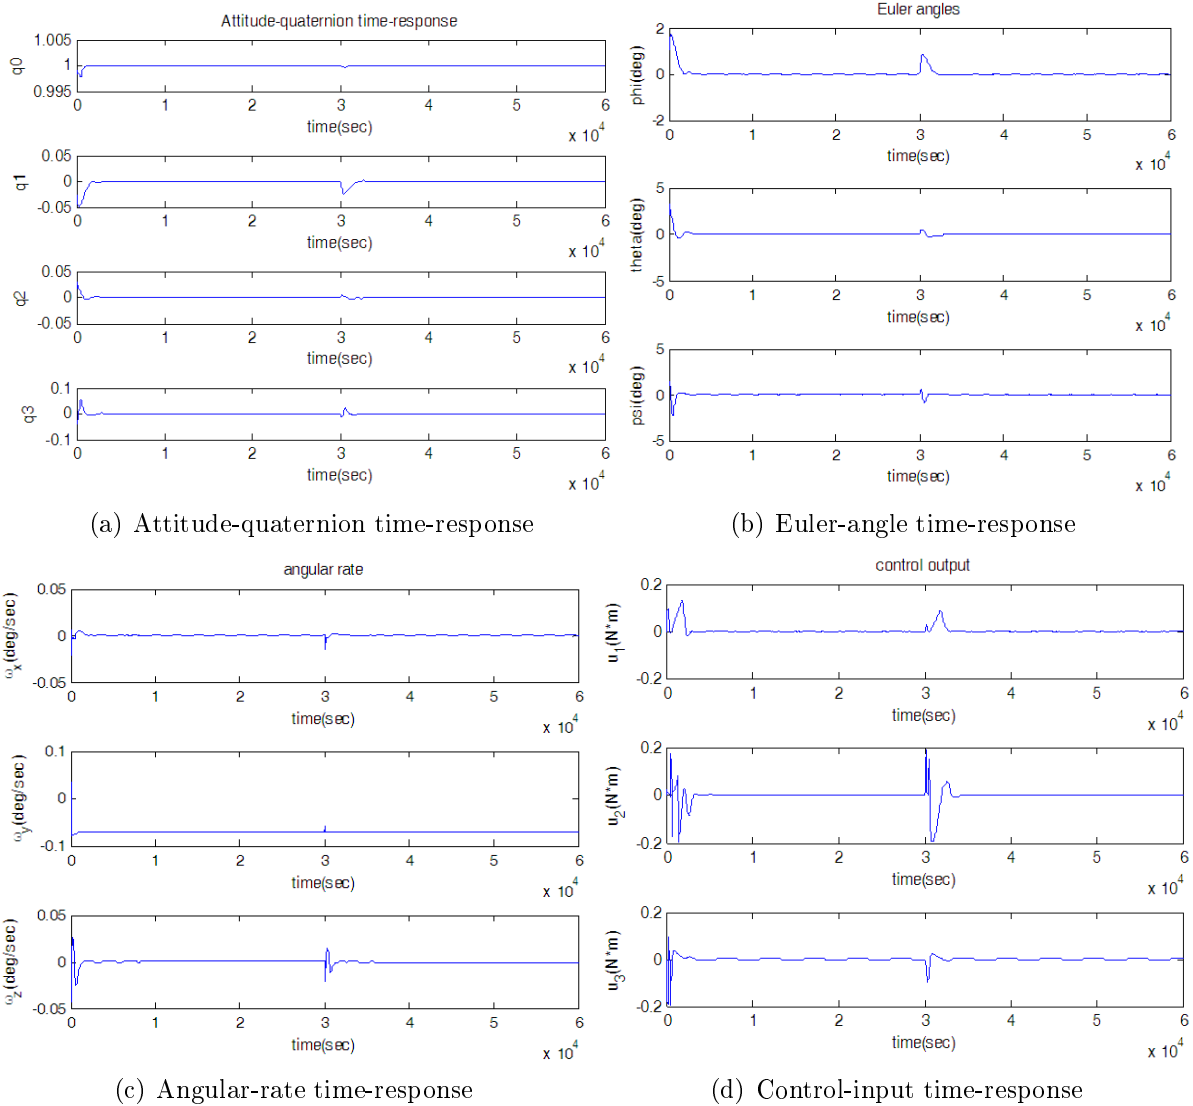 Attitude-quaternion time-response
1.005
1
0.995
q0
0 1 2 3 4 5 6
time(sec)
x 10^4
0.05
0
-0.05
q1
0 1 2 3 4 5 6
time(sec)
x 10^4
0.05
0
-0.05
q2
0 1 2 3 4 5 6
time(sec)
x 10^4
0.1
0
-0.1
q3
0 1 2 3 4 5 6
time(sec)
x 10^4
(a) Attitude-quaternion time-response
Euler angles
2
0
-2
phi(deg)
0 1 2 3 4 5 6
time(sec)
x 10^4
5
0
-5
theta(deg)
0 1 2 3 4 5 6
time(sec)
x 10^4
5
0
-5
psi(deg)
0 1 2 3 4 5 6
time(sec)
x 10^4
(b) Euler-angle time-response
angular rate
0.05
0
-0.05
ω_x(deg/sec)
0 1 2 3 4 5 6
time(sec)
x 10^4
0.1
0
-0.1
ω_y(deg/sec)
0 1 2 3 4 5 6
time(sec)
x 10^4
0.05
0
-0.05
ω_z(deg/sec)
0 1 2 3 4 5 6
time(sec)
x 10^4
(c) Angular-rate time-response
control output
0.2
0
-0.2
u_1(N*m)
0 1 2 3 4 5 6
time(sec)
x 10^4
0.2
0
-0.2
u_2(N*m)
0 1 2 3 4 5 6
time(sec)
x 10^4
0.2
0
-0.2
u_3(N*m)
0 1 2 3 4 5 6
time(sec)
x 10^4
(d) Control-input time-response